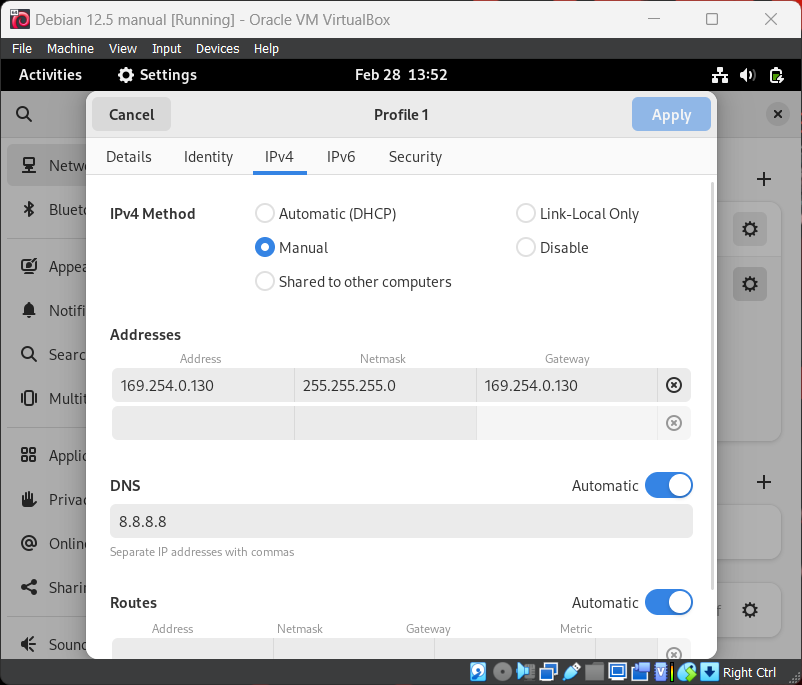 Debian 12.5 manual [Running] - Oracle VM VirtualBox
File Machine View Input Devices Help
Activities Settings Feb 28 13:52
Cancel Profile 1 Apply
Details Identity IPv4 IPv6 Security
IPv4 Method
Automatic (DHCP)
Link-Local Only
Manual
Disable
Shared to other computers
Addresses
Address Netmask Gateway
169.254.0.130 255.255.255.0 169.254.0.130
DNS Automatic
8.8.8.8
Separate IP addresses with commas
Routes Automatic
Address Netmask Gateway Metric
Netw
Bluet
Appea
Notifi
Searc
Multit
Applic
Privac
Onlin
Sharin
Sound
Right Ctrl